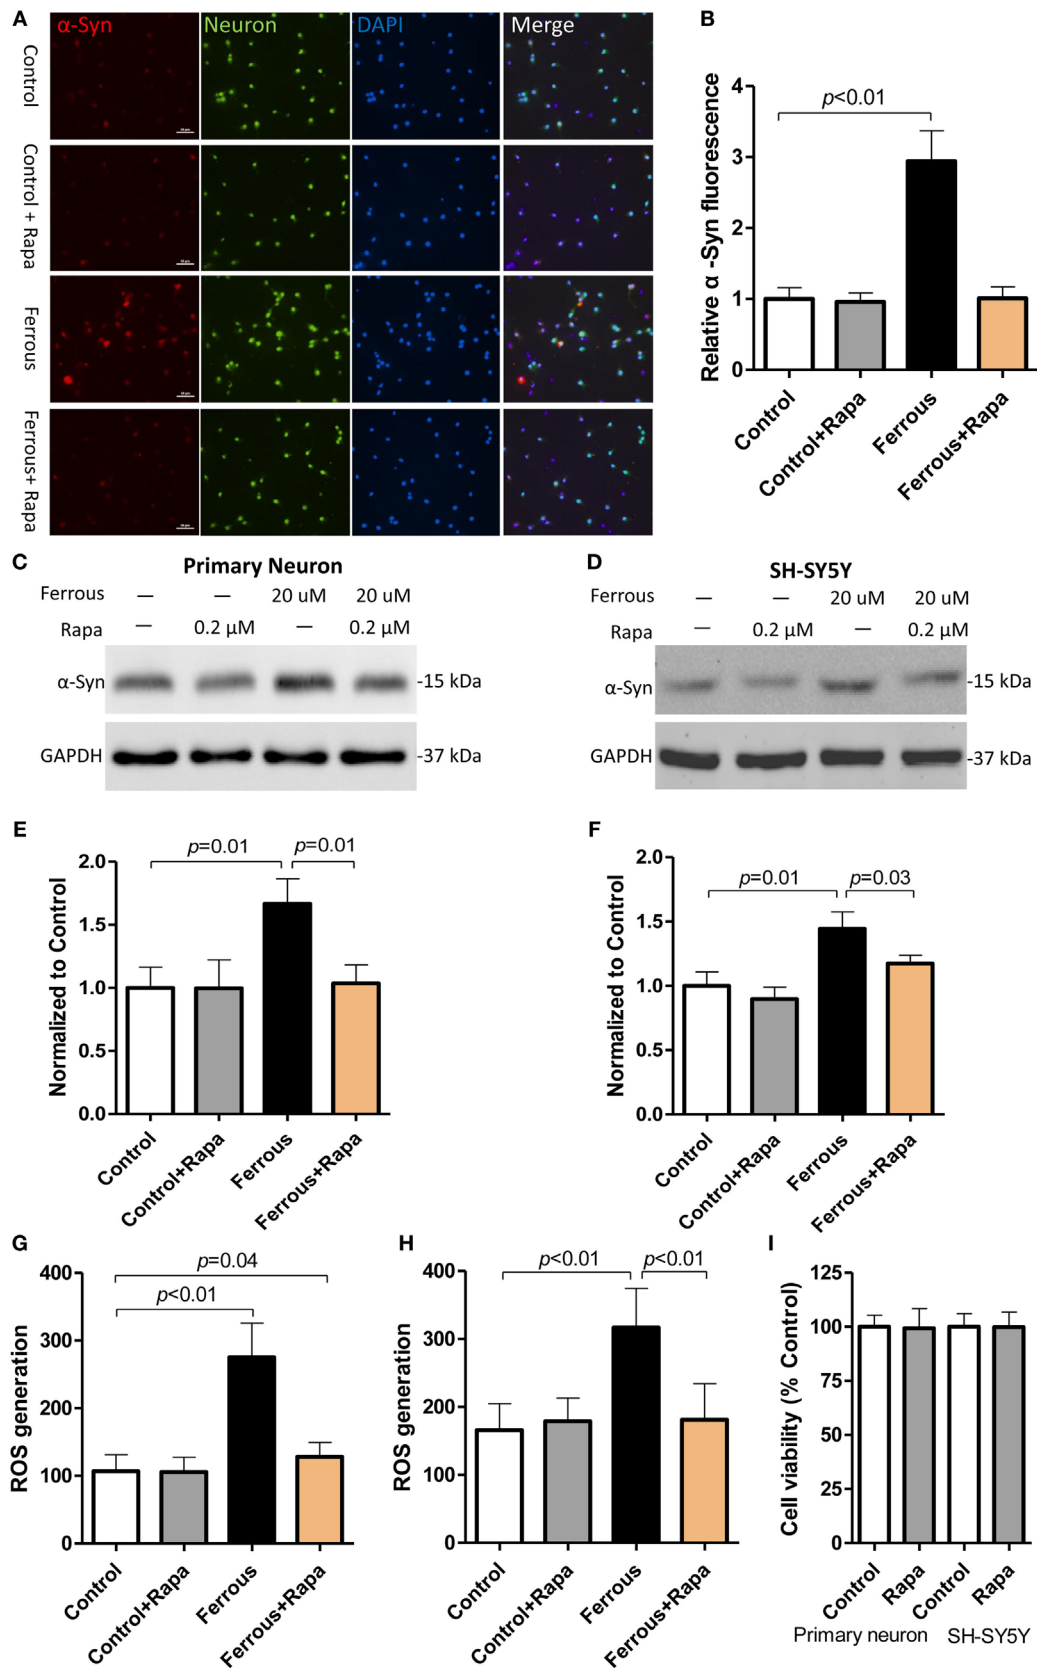 A
α-Syn
Neuron
DAPI
Merge
Control
Control + Rapa
Ferrous
Ferrous+ Rapa
B
Relative α -Syn fluorescence
4
3
2
1
0
p<0.01
Control
Control+Rapa
Ferrous
Ferrous+Rapa
C
Primary Neuron
Ferrous — — 20 uM 20 uM
Rapa — 0.2 μM — 0.2 μM
α-Syn -15 kDa
GAPDH -37 kDa
D
SH-SY5Y
Ferrous — — 20 uM 20 uM
Rapa — 0.2 μM — 0.2 μM
α-Syn -15 kDa
GAPDH -37 kDa
E
Normalized to Control
2.0
1.5
1.0
0.5
0.0
p=0.01
p=0.01
Control
Control+Rapa
Ferrous
Ferrous+Rapa
F
Normalized to Control
2.0
1.5
1.0
0.5
0.0
p=0.01
p=0.03
Control
Control+Rapa
Ferrous
Ferrous+Rapa
G
ROS generation
400
300
200
100
0
p=0.04
p<0.01
Control
Control+Rapa
Ferrous
Ferrous+Rapa
H
ROS generation
400
300
200
100
0
p<0.01
p<0.01
Control
Control+Rapa
Ferrous
Ferrous+Rapa
I
Cell viability (% Control)
125
100
75
50
25
0
Control
Rapa
Control
Rapa
Primary neuron
SH-SY5Y